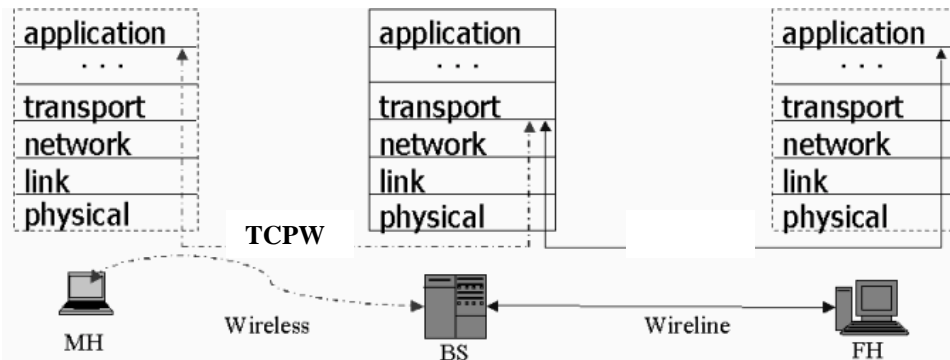 application
. . .
transport
network
link
physical
application
. . .
transport
network
link
physical
application
. . .
transport
network
link
physical
TCPW
Wireless
Wireline
MH
BS
FH